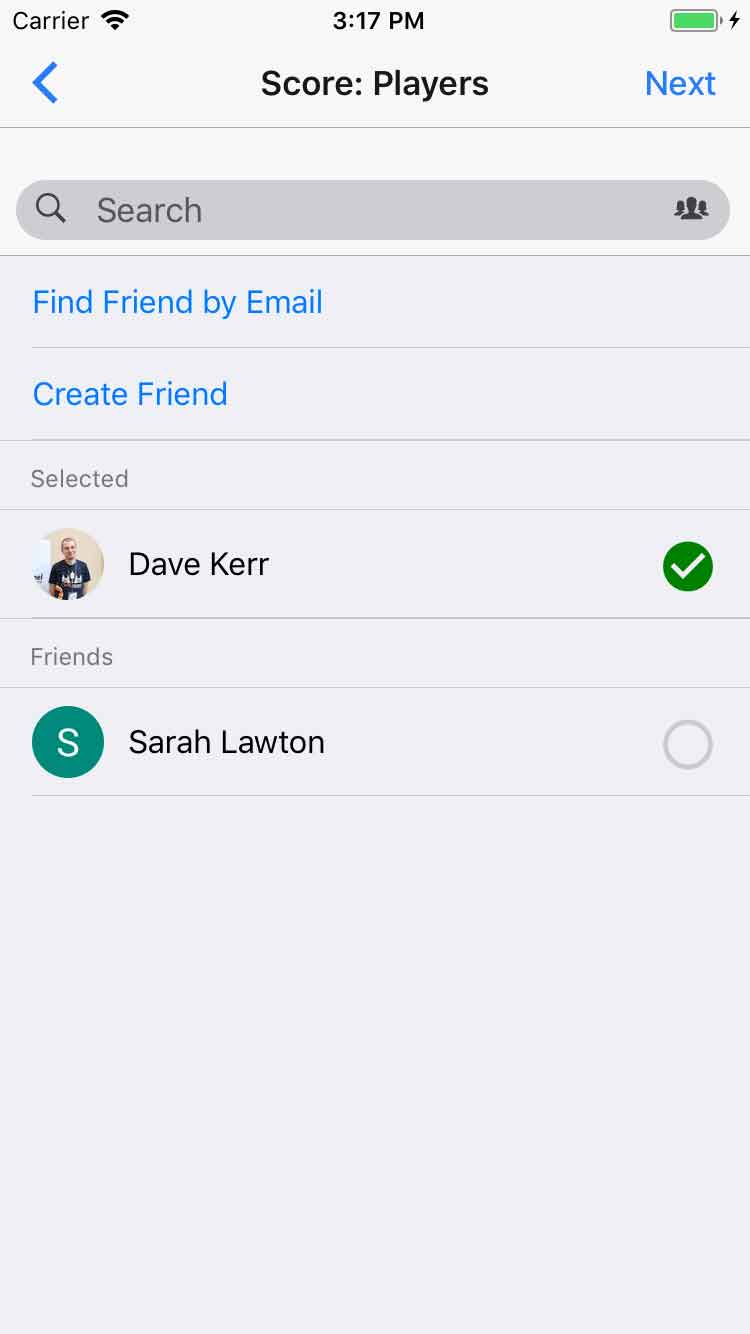 Carrier 3:17 PM
Score: Players Next
Search
Find Friend by Email
Create Friend
Selected
Dave Kerr
Friends
S Sarah Lawton